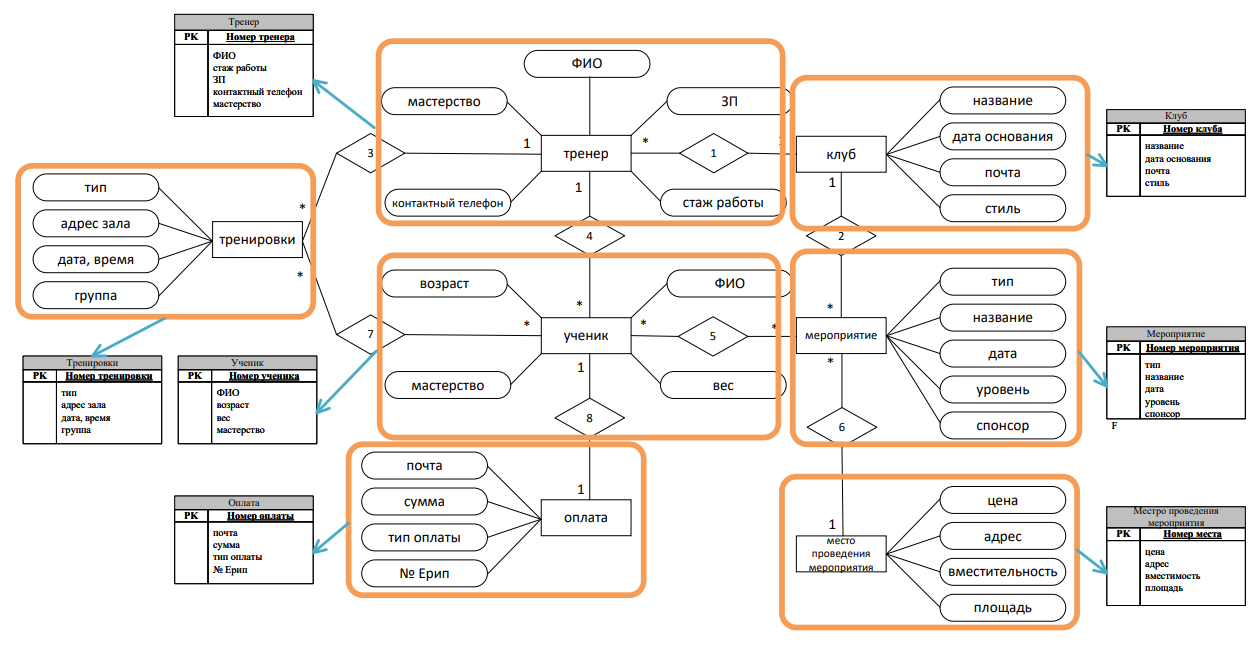 Тренер
PK Номер тренера
ФИО
стаж работы
ЗП
контактный телефон
мастерство
ФИО
мастерство
ЗП
3
1
тренер
*
1
контактный телефон
1
стаж работы
4
название
дата основания
клуб
почта
1
стиль
2
Клуб
PK Номер клуба
название
дата основания
почта
стиль
тип
адрес зала
*
тренировки
дата, время
*
группа
7
возраст
*
ФИО
*
ученик
*
5
*
мастерство
1
вес
8
*
мероприятие
*
тип
название
дата
уровень
спонсор
6
Мероприятие
PK Номер мероприятия
тип
название
дата
уровень
спонсор
F
Тренировки
PK Номер тренировки
тип
адрес зала
дата, время
группа
Ученик
PK Номер ученика
ФИО
возраст
вес
мастерство
Оплата
PK Номер оплаты
почта
сумма
тип оплаты
№ Ерип
почта
сумма
1
оплата
тип оплаты
№ Ерип
1
место
проведения
мероприятия
цена
адрес
вместительность
площадь
Местро проведения
мероприятия
PK Номер места
цена
адрес
вместимость
площадь